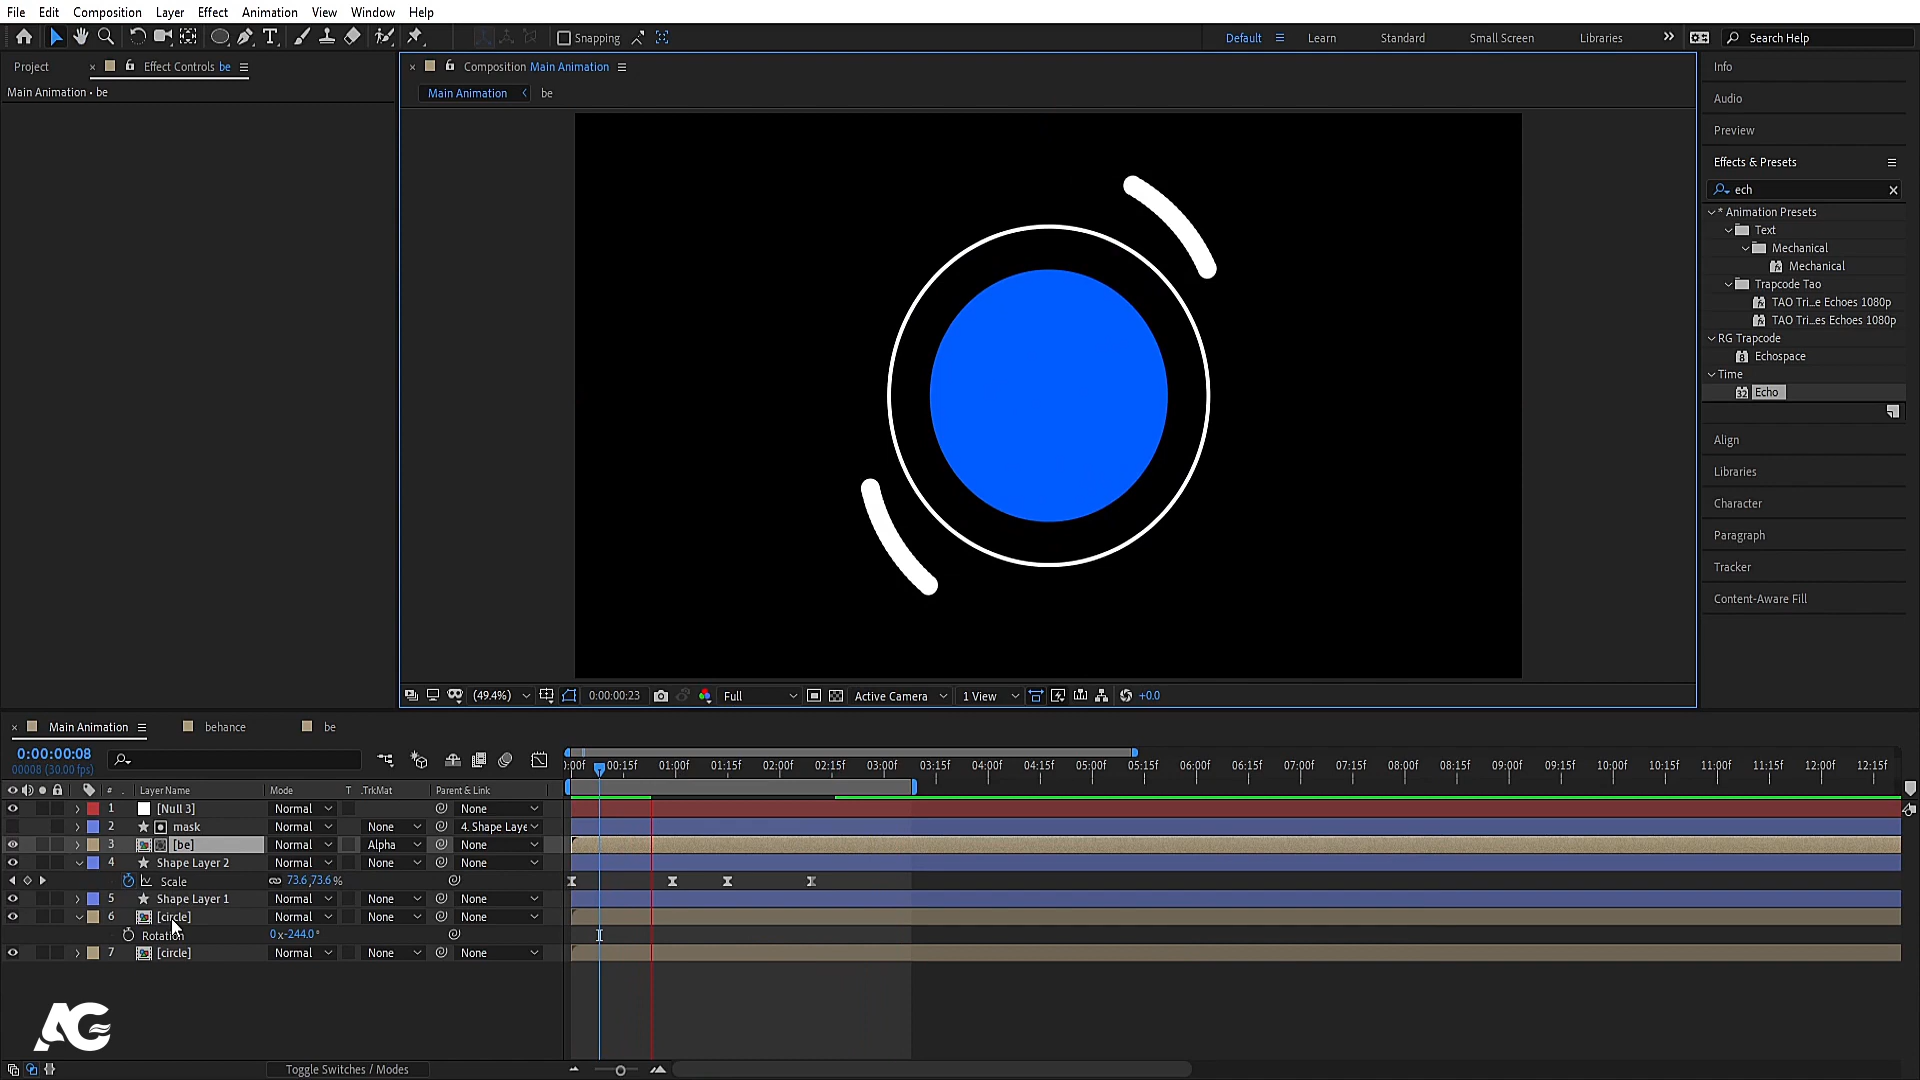 File Edit Composition Layer Effect Animation View Window Help
Snapping
Default Learn Standard Small Screen Libraries Search Help
Project Effect Controls be
Main Animation • be
Composition Main Animation
Main Animation be
Info
Audio
Preview
Effects & Presets
ech
* Animation Presets
Text
Mechanical
Mechanical
Trapcode Tao
TAO Tri...e Echoes 1080p
TAO Tri...es Echoes 1080p
RG Trapcode
Echospace
Time
Echo
Align
Libraries
Character
Paragraph
Tracker
Content-Aware Fill
(49.4%) 0:00:00:23 Full Active Camera 1 View +0.0
Main Animation behance be
0:00:00:08
00008 (30.00 fps)
# Layer Name Mode T .TrkMat Parent & Link
):00f 00:15f 01:00f 01:15f 02:00f 02:15f 03:00f 03:15f 04:00f 04:15f 05:00f 05:15f 06:00f 06:15f 07:00f 07:15f 08:00f 08:15f 09:00f 09:15f 10:00f 10:15f 11:00f 11:15f 12:00f 12:15f
1 [Null 3] Normal None
2 mask Normal None 4. Shape Laye
3 [be] Normal Alpha None
4 Shape Layer 2 Normal None None
Scale 73.6,73.6%
5 Shape Layer 1 Normal None None
6 [circle] Normal None None
Rotation 0x-244.0°
7 [circle] Normal None None
AG
Toggle Switches / Modes